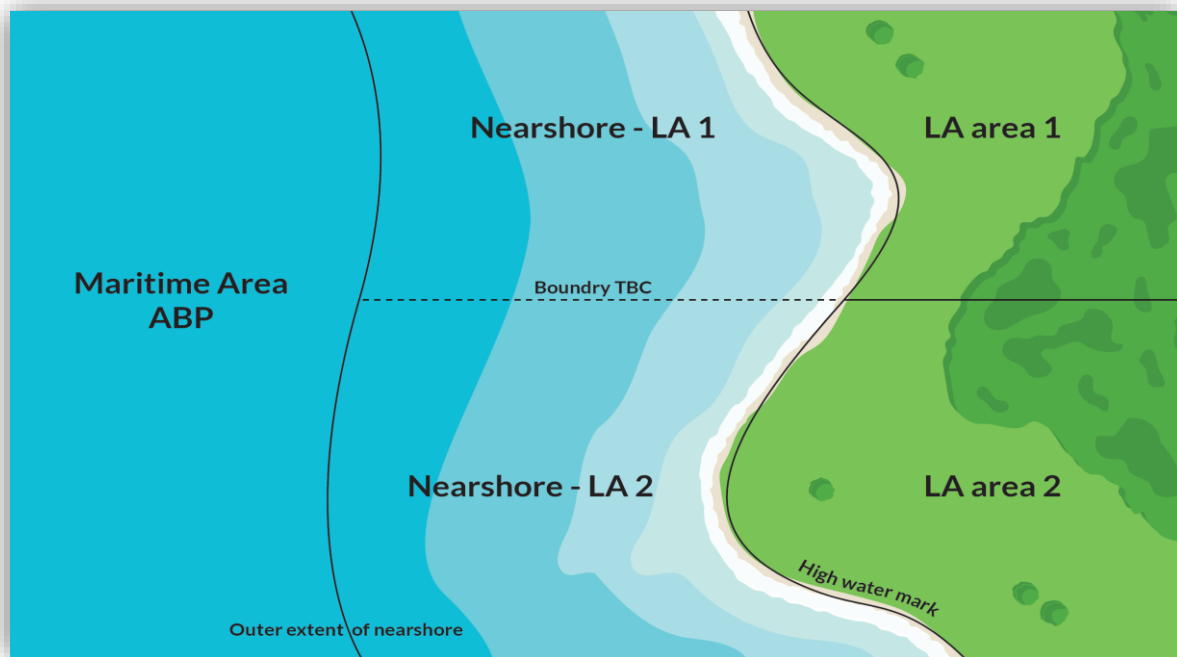 Nearshore - LA 1
LA area 1
Maritime Area
ABP
Boundry TBC
Nearshore - LA 2
LA area 2
High water mark
Outer extent of nearshore